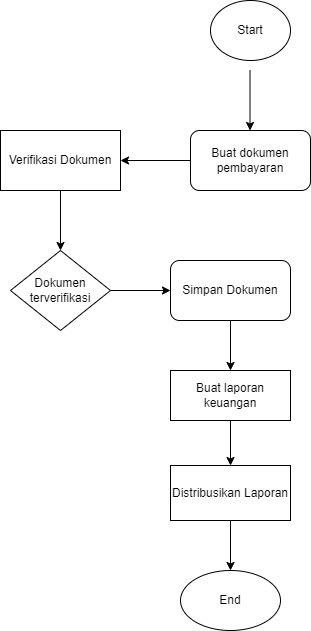 Start
Buat dokumen
pembayaran
Verifikasi Dokumen
Dokumen
terverifikasi
Simpan Dokumen
Buat laporan
keuangan
Distribusikan Laporan
End